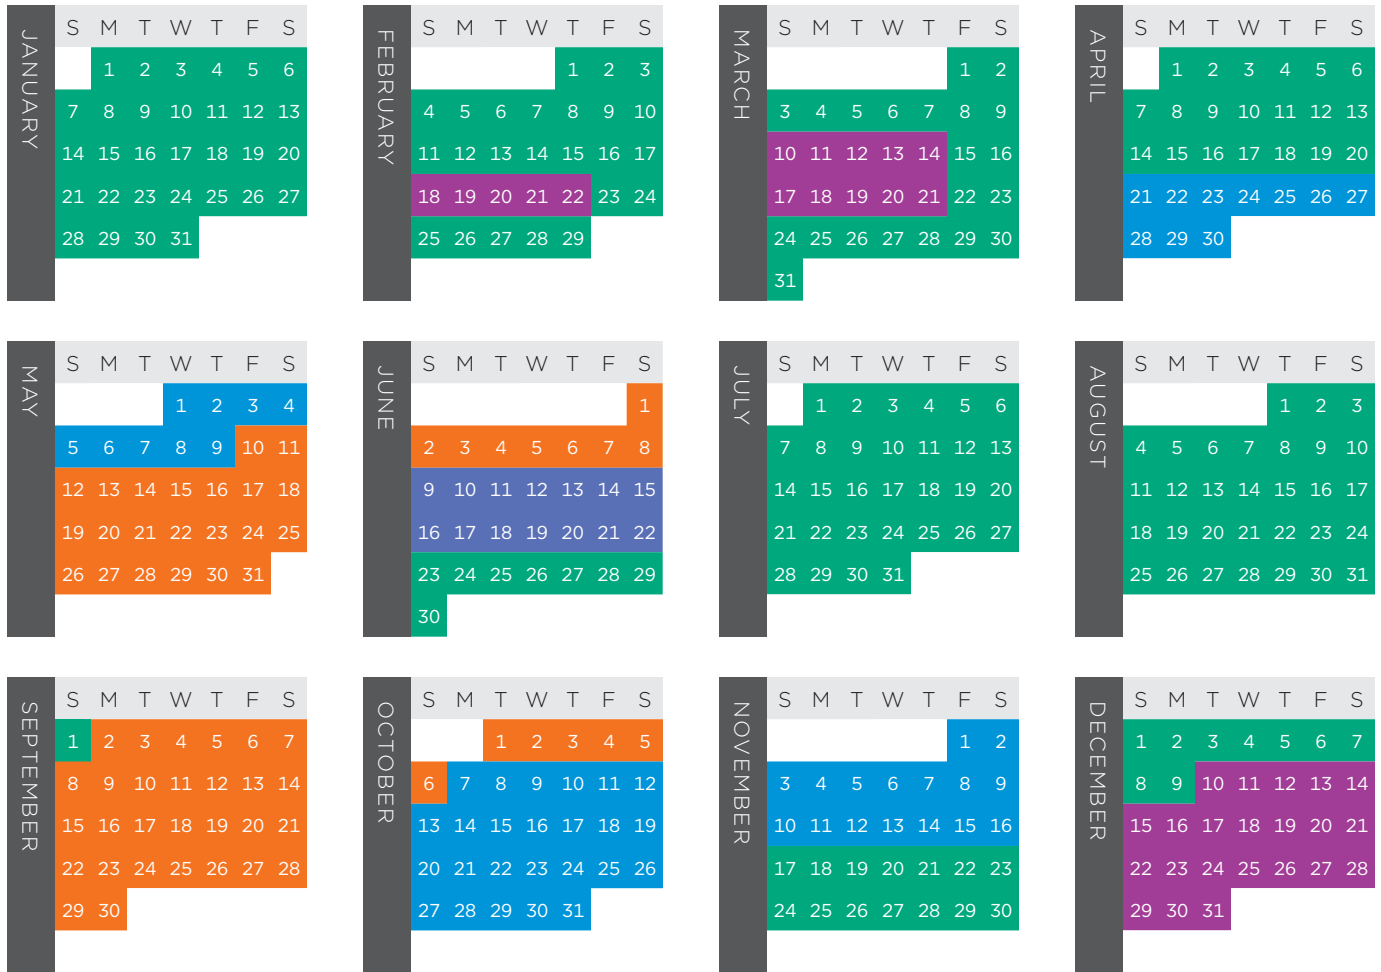 JANUARY
S M T W T F S
1 2 3 4 5 6
7 8 9 10 11 12 13
14 15 16 17 18 19 20
21 22 23 24 25 26 27
28 29 30 31
FEBRUARY
S M T W T F S
1 2 3
4 5 6 7 8 9 10
11 12 13 14 15 16 17
18 19 20 21 22 23 24
25 26 27 28 29
MARCH
S M T W T F S
1 2
3 4 5 6 7 8 9
10 11 12 13 14 15 16
17 18 19 20 21 22 23
24 25 26 27 28 29 30
31
APRIL
S M T W T F S
1 2 3 4 5 6
7 8 9 10 11 12 13
14 15 16 17 18 19 20
21 22 23 24 25 26 27
28 29 30
MAY
S M T W T F S
1 2 3 4
5 6 7 8 9 10 11
12 13 14 15 16 17 18
19 20 21 22 23 24 25
26 27 28 29 30 31
JUNE
S M T W T F S
1
2 3 4 5 6 7 8
9 10 11 12 13 14 15
16 17 18 19 20 21 22
23 24 25 26 27 28 29
30
JULY
S M T W T F S
1 2 3 4 5 6
7 8 9 10 11 12 13
14 15 16 17 18 19 20
21 22 23 24 25 26 27
28 29 30 31
AUGUST
S M T W T F S
1 2 3
4 5 6 7 8 9 10
11 12 13 14 15 16 17
18 19 20 21 22 23 24
25 26 27 28 29 30 31
SEPTEMBER
S M T W T F S
1 2 3 4 5 6 7
8 9 10 11 12 13 14
15 16 17 18 19 20 21
22 23 24 25 26 27 28
29 30
OCTOBER
S M T W T F S
1 2 3 4 5
6 7 8 9 10 11 12
13 14 15 16 17 18 19
20 21 22 23 24 25 26
27 28 29 30 31
NOVEMBER
S M T W T F S
1 2
3 4 5 6 7 8 9
10 11 12 13 14 15 16
17 18 19 20 21 22 23
24 25 26 27 28 29 30
DECEMBER
S M T W T F S
1 2 3 4 5 6 7
8 9 10 11 12 13 14
15 16 17 18 19 20 21
22 23 24 25 26 27 28
29 30 31